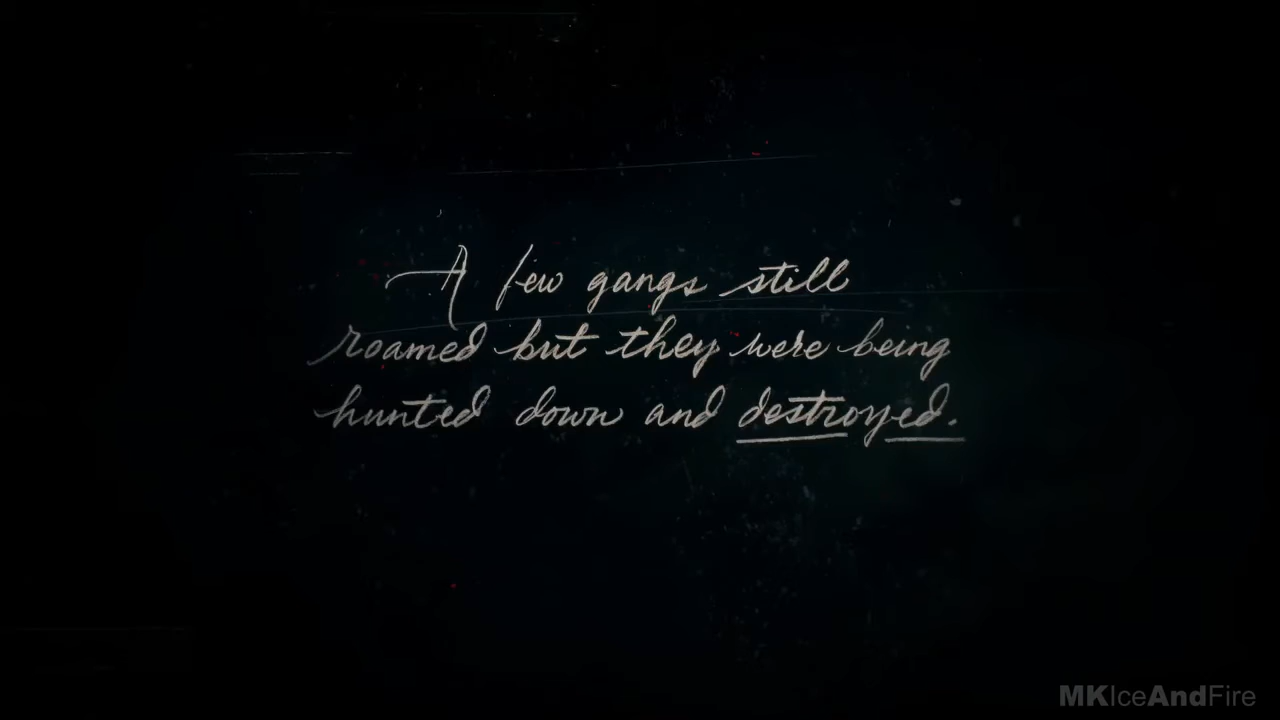 A few gangs still
roamed but they were being
hunted down and destroyed.
MKIceAndFire